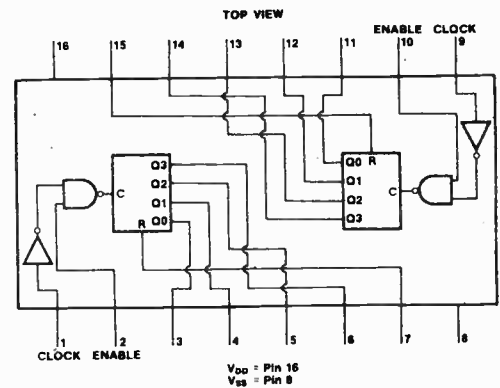 TOP VIEW
ENABLE CLOCK
16 15 14 13 12 11 10 9
Q3
Q2
Q1
Q0
C
R
Q0
Q1
Q2
Q3
R
C
1 2 3 4 5 6 7 8
CLOCK ENABLE
VDD = Pin 16
VSS = Pin 8